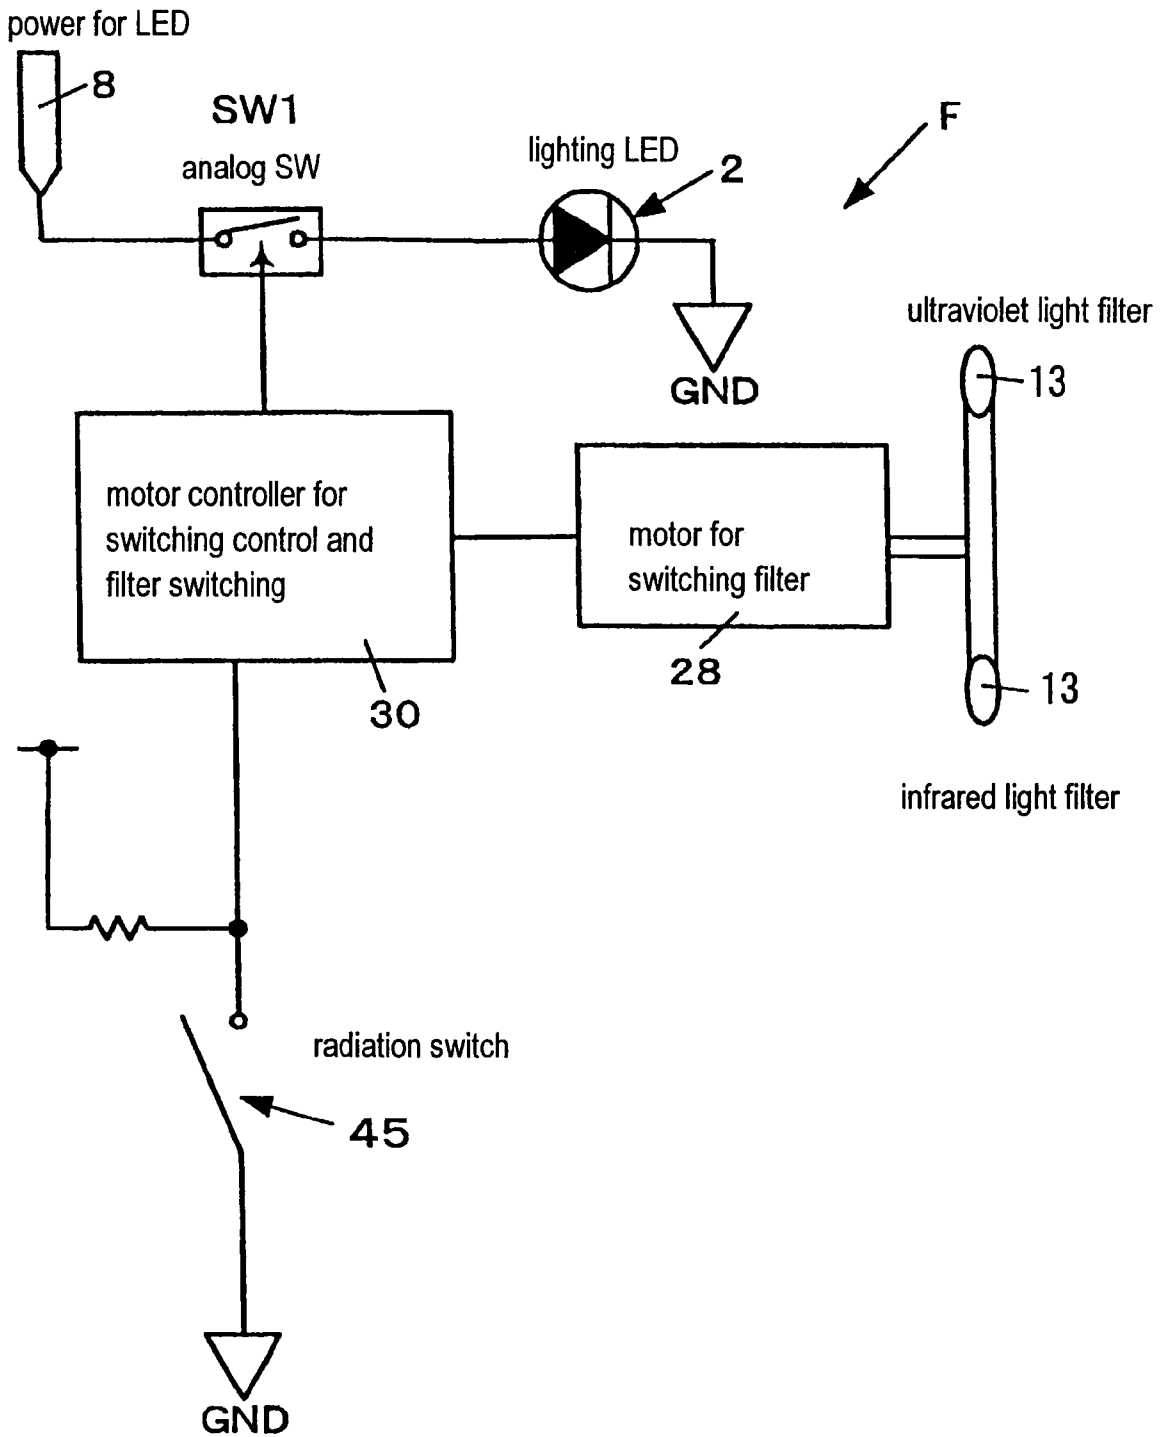 power for LED
8
SW1
analog SW
lighting LED
2
F
GND
ultraviolet light filter
13
motor controller for
switching control and
filter switching
30
motor for
switching filter
28
13
infrared light filter
radiation switch
45
GND